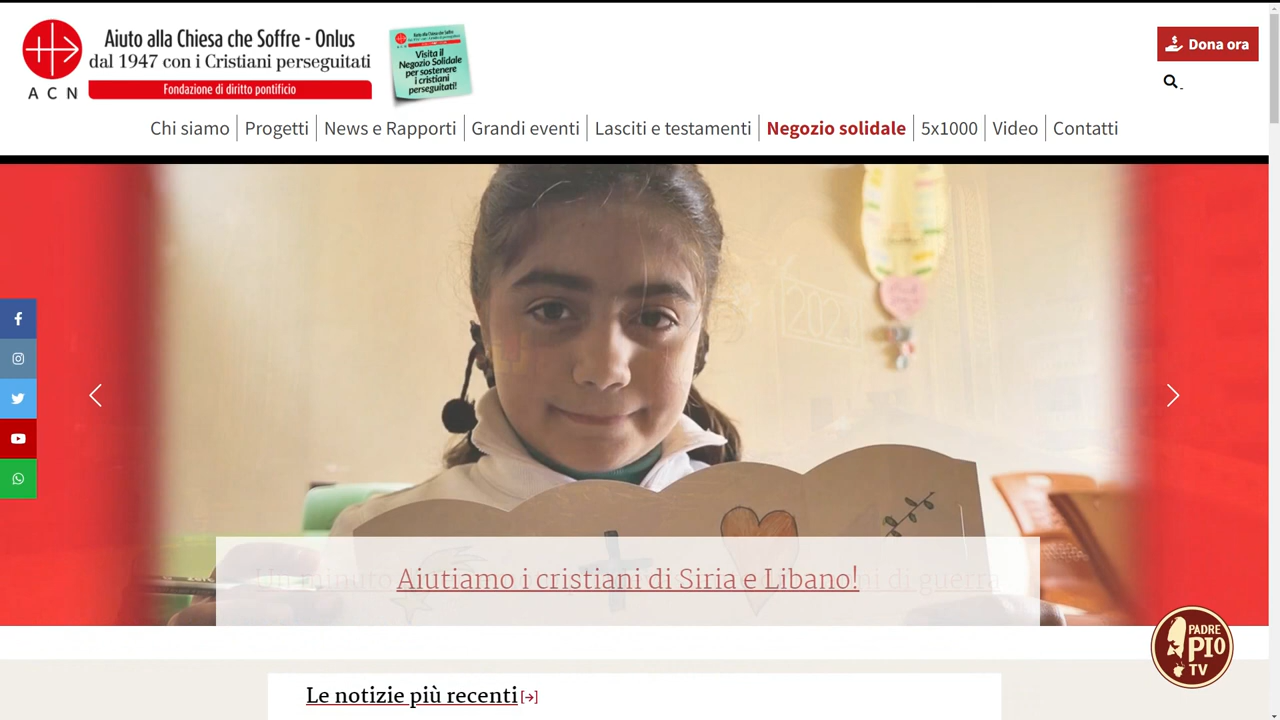 Aiuto alla Chiesa che Soffre - Onlus
dal 1947 con i Cristiani perseguitati
Fondazione di diritto pontificio
ACN
Visita il
Negozio Solidale
per sostenere
i cristiani
perseguitati!
Dona ora
Chi siamo
Progetti
News e Rapporti
Grandi eventi
Lasciti e testamenti
Negozio solidale
5x1000
Video
Contatti
Aiutiamo i cristiani di Siria e Libano!
PADRE
PIO
TV
Le notizie più recenti